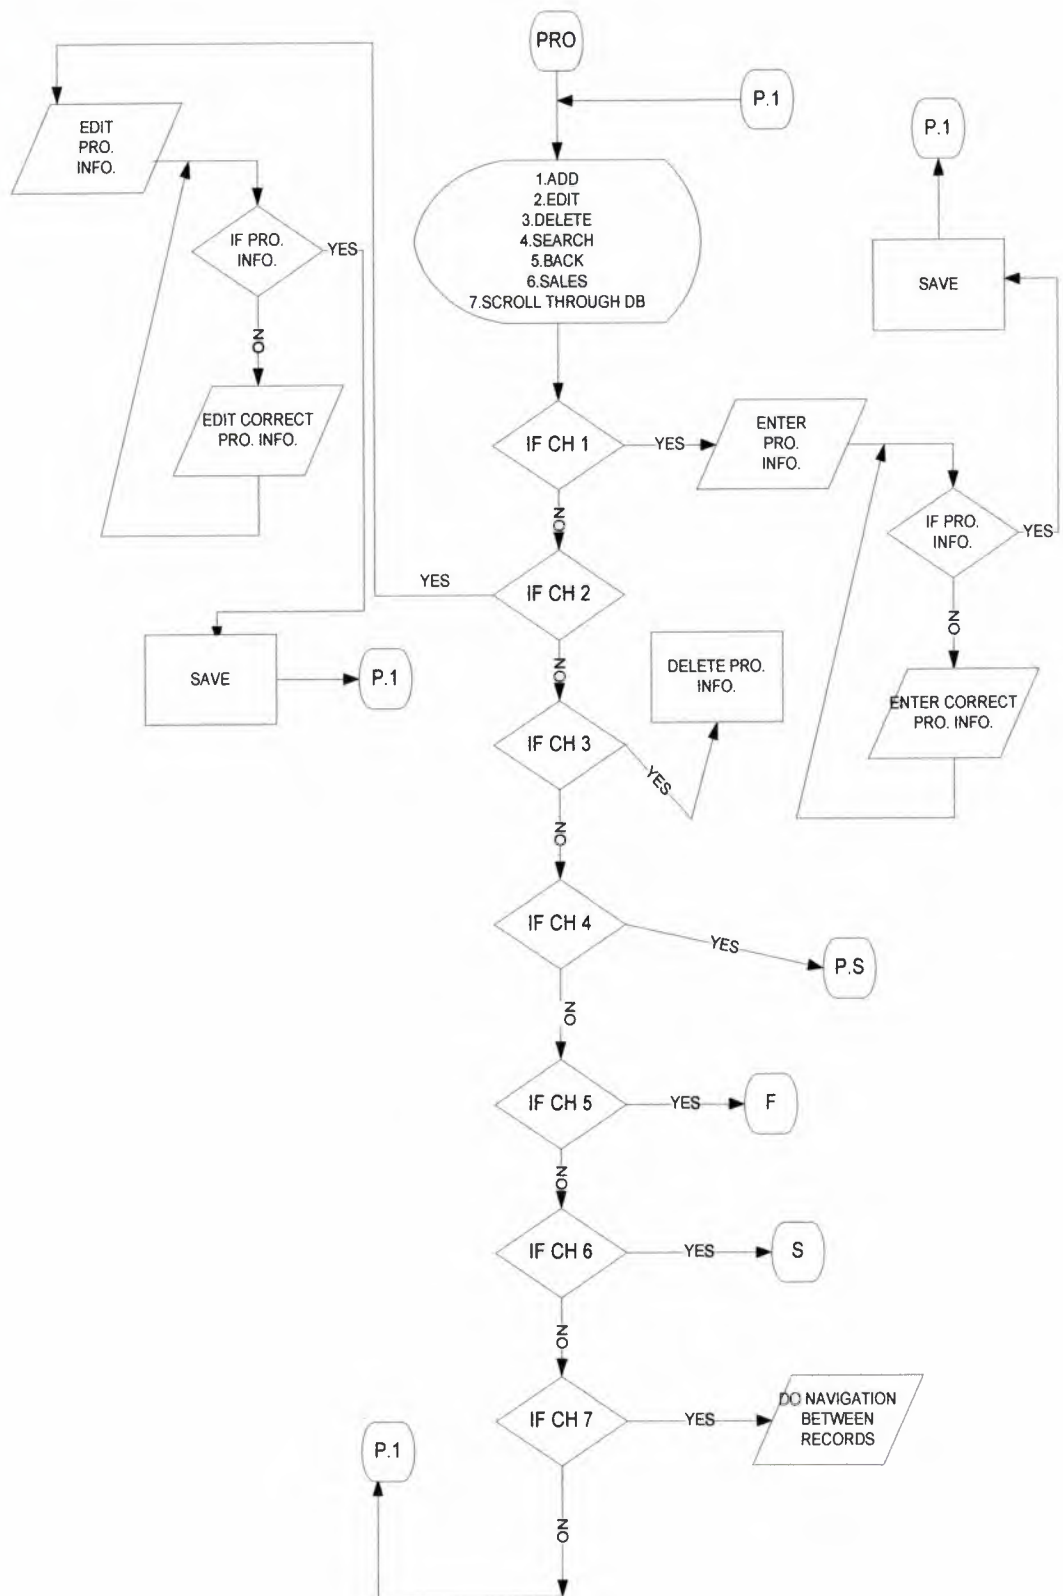 PRO
P.1
P.1
EDIT
PRO.
INFO.
1.ADD
2.EDIT
3.DELETE
4.SEARCH
5.BACK
6.SALES
7.SCROLL THROUGH DB
IF PRO.
INFO.
YES
SAVE
NO
EDIT CORRECT
PRO. INFO.
IF CH 1
YES
ENTER
PRO.
INFO.
IF PRO.
INFO.
YES
NO
YES
IF CH 2
NO
SAVE
P.1
NO
DELETE PRO.
INFO.
ENTER CORRECT
PRO. INFO.
IF CH 3
YES
NO
IF CH 4
YES
P.S
NO
IF CH 5
YES
F
NO
IF CH 6
YES
S
NO
IF CH 7
YES
DO NAVIGATION
BETWEEN
RECORDS
P.1
NO